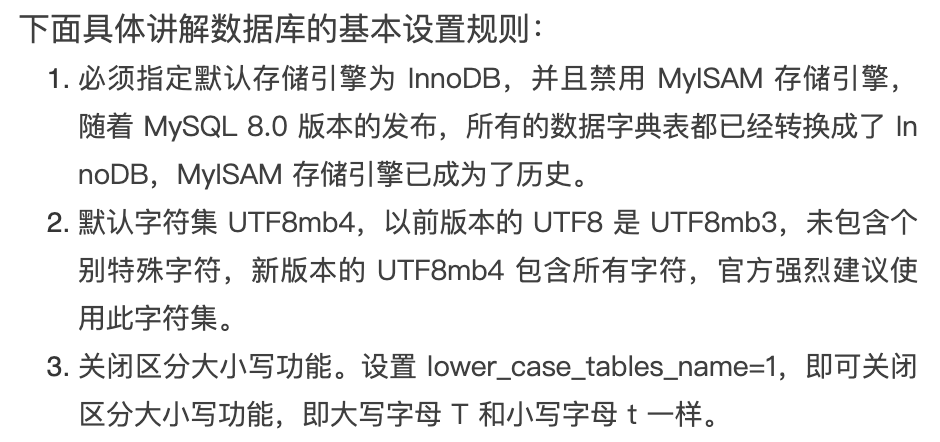 下面具体讲解数据库的基本设置规则：
1. 必须指定默认存储引擎为 InnoDB，并且禁用 MyISAM 存储引擎，
随着 MySQL 8.0 版本的发布，所有的数据字典表都已经转换成了 In
noDB，MyISAM 存储引擎已成为了历史。
2. 默认字符集 UTF8mb4，以前版本的 UTF8 是 UTF8mb3，未包含个
别特殊字符，新版本的 UTF8mb4 包含所有字符，官方强烈建议使
用此字符集。
3. 关闭区分大小写功能。设置 lower_case_tables_name=1，即可关闭
区分大小写功能，即大写字母 T 和小写字母 t 一样。